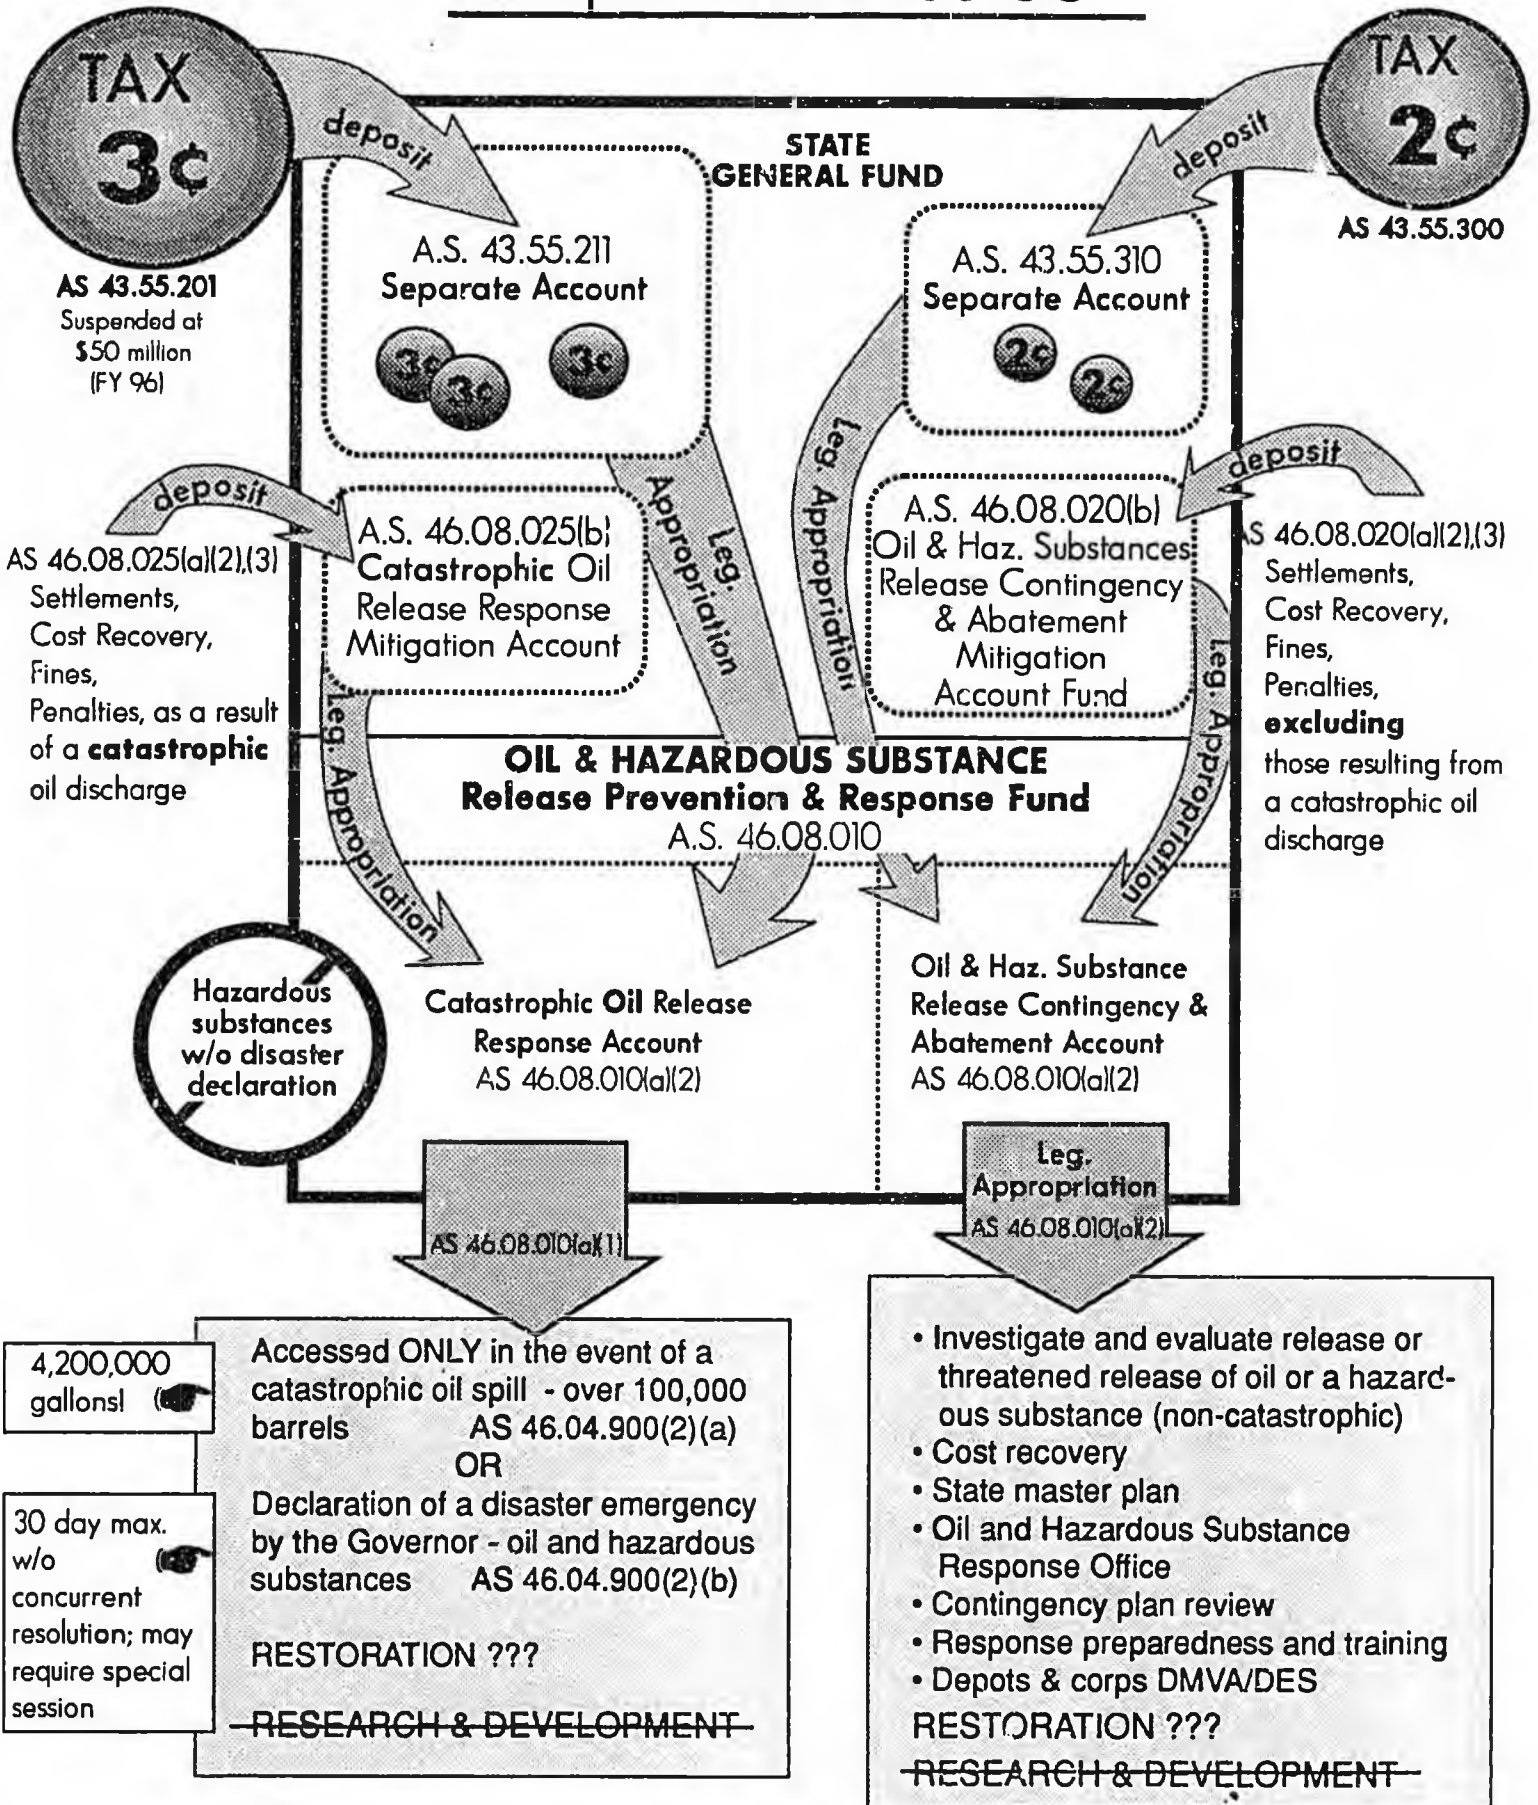 TAX
3¢
deposit
AS 43.55.201
Suspended at
$50 million
(FY 96)
STATE
GENERAL FUND
TAX
2¢
deposit
AS 43.55.300
A.S. 43.55.211
Separate Account
3¢
3¢
3¢
A.S. 43.55.310
Separate Account
2¢
2¢
Leg.
Appropriation
Leg. Appropriation
deposit
AS 46.08.025(a)(2),(3)
Settlements,
Cost Recovery,
Fines,
Penalties, as a result
of a catastrophic
oil discharge
A.S. 46.08.025(b)
Catastrophic Oil
Release Response
Mitigation Account
Leg. Appropriation
A.S. 46.08.020(b)
Oil & Haz. Substances
Release Contingency
& Abatement
Mitigation
Account Fund
Leg. Appropriation
deposit
AS 46.08.020(a)(2),(3)
Settlements,
Cost Recovery,
Fines,
Penalties,
excluding
those resulting from
a catastrophic oil
discharge
OIL & HAZARDOUS SUBSTANCE
Release Prevention & Response Fund
A.S. 46.08.010
Hazardous
substances
w/o disaster
declaration
Catastrophic Oil Release
Response Account
AS 46.08.010(a)(2)
Oil & Haz. Substance
Release Contingency &
Abatement Account
AS 46.08.010(a)(2)
AS 46.08.010(a)(1)
Leg.
Appropriation
AS 46.08.010(a)(2)
4,200,000
gallons!
30 day max.
w/o
concurrent
resolution; may
require special
session
Accessed ONLY in the event of a
catastrophic oil spill - over 100,000
barrels AS 46.04.900(2)(a)
OR
Declaration of a disaster emergency
by the Governor - oil and hazardous
substances AS 46.04.900(2)(b)
RESTORATION ???
RESEARCH & DEVELOPMENT
• Investigate and evaluate release or
threatened release of oil or a hazard-
ous substance (non-catastrophic)
• Cost recovery
• State master plan
• Oil and Hazardous Substance
Response Office
• Contingency plan review
• Response preparedness and training
• Depots & corps DMVA/DES
RESTORATION ???
RESEARCH & DEVELOPMENT